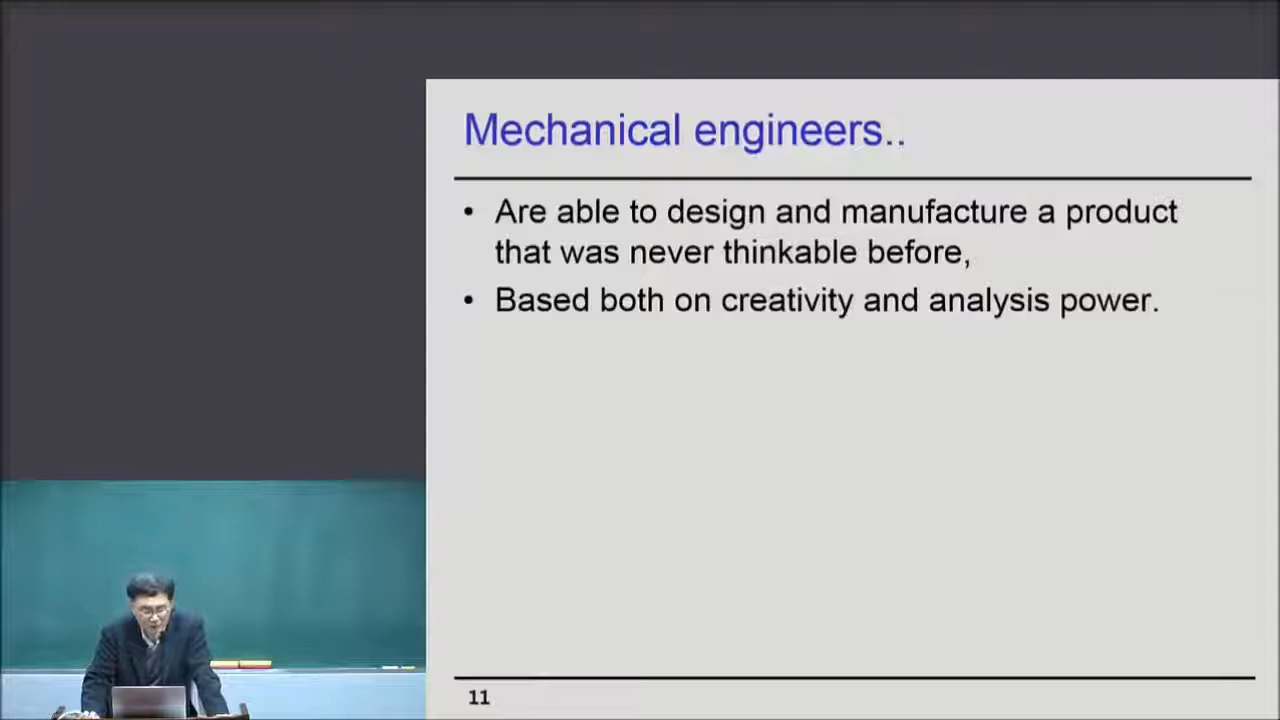 Mechanical engineers..
• Are able to design and manufacture a product
that was never thinkable before,
• Based both on creativity and analysis power.
11